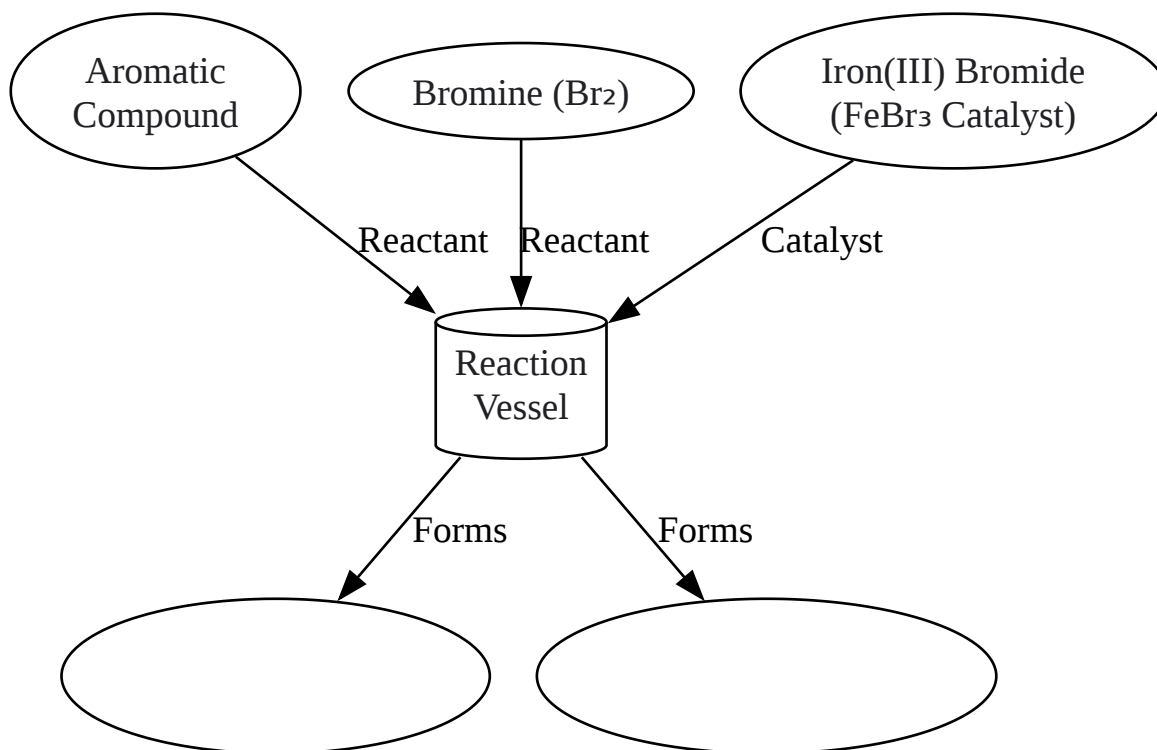 Aromatic
Compound
Bromine (Br₂)
Iron(III) Bromide
(FeBr₃ Catalyst)
Reactant
Reactant
Catalyst
Reaction
Vessel
Forms
Forms